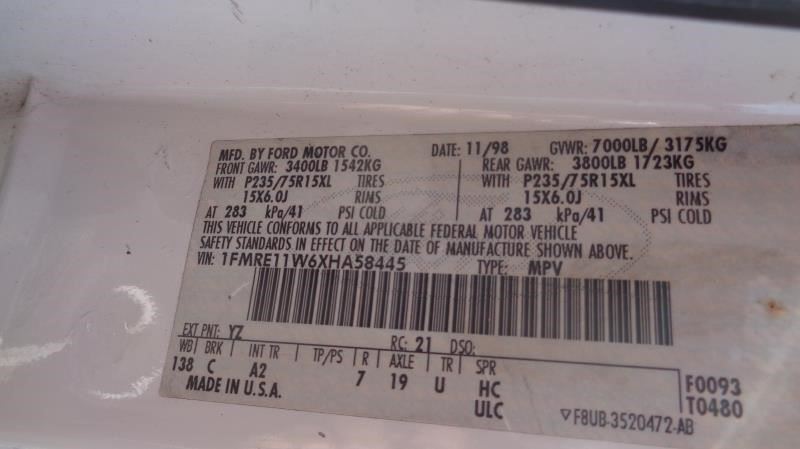 MFD. BY FORD MOTOR CO. DATE: 11/98 GVWR: 7000LB/ 3175KG
FRONT GAWR: 3400LB 1542KG REAR GAWR: 3800LB 1723KG
WITH P235/75R15XL TIRES WITH P235/75R15XL TIRES
15X6.0J RIMS 15X6.0J RIMS
AT 283 kPa/41 PSI COLD AT 283 kPa/41 PSI COLD
THIS VEHICLE CONFORMS TO ALL APPLICABLE FEDERAL MOTOR VEHICLE
SAFETY STANDARDS IN EFFECT ON THE DATE OF MANUFACTURE SHOWN ABOVE.
VIN: 1FMRE11W6XHA58445 TYPE: MPV
EXT PNT: YZ RC: 21 DSO:
WB BRK INT TR TP/PS R AXLE TR SPR
138 C A2 7 19 U HC F0093
MADE IN U.S.A. ULC T0480
▽F8UB-3520472-AB